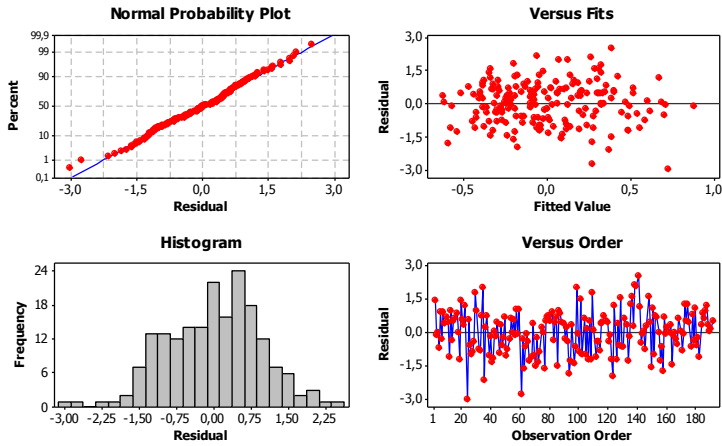 Normal Probability Plot
99,9
99
90
50
10
1
0,1
Percent
-3,0 -1,5 0,0 1,5 3,0
Residual
Versus Fits
3,0
1,5
0,0
-1,5
-3,0
Residual
-0,5 0,0 0,5 1,0
Fitted Value
Histogram
24
18
12
6
0
Frequency
-3,00 -2,25 -1,50 -0,75 0,00 0,75 1,50 2,25
Residual
Versus Order
3,0
1,5
0,0
-1,5
-3,0
Residual
1 20 40 60 80 100 120 140 160 180
Observation Order